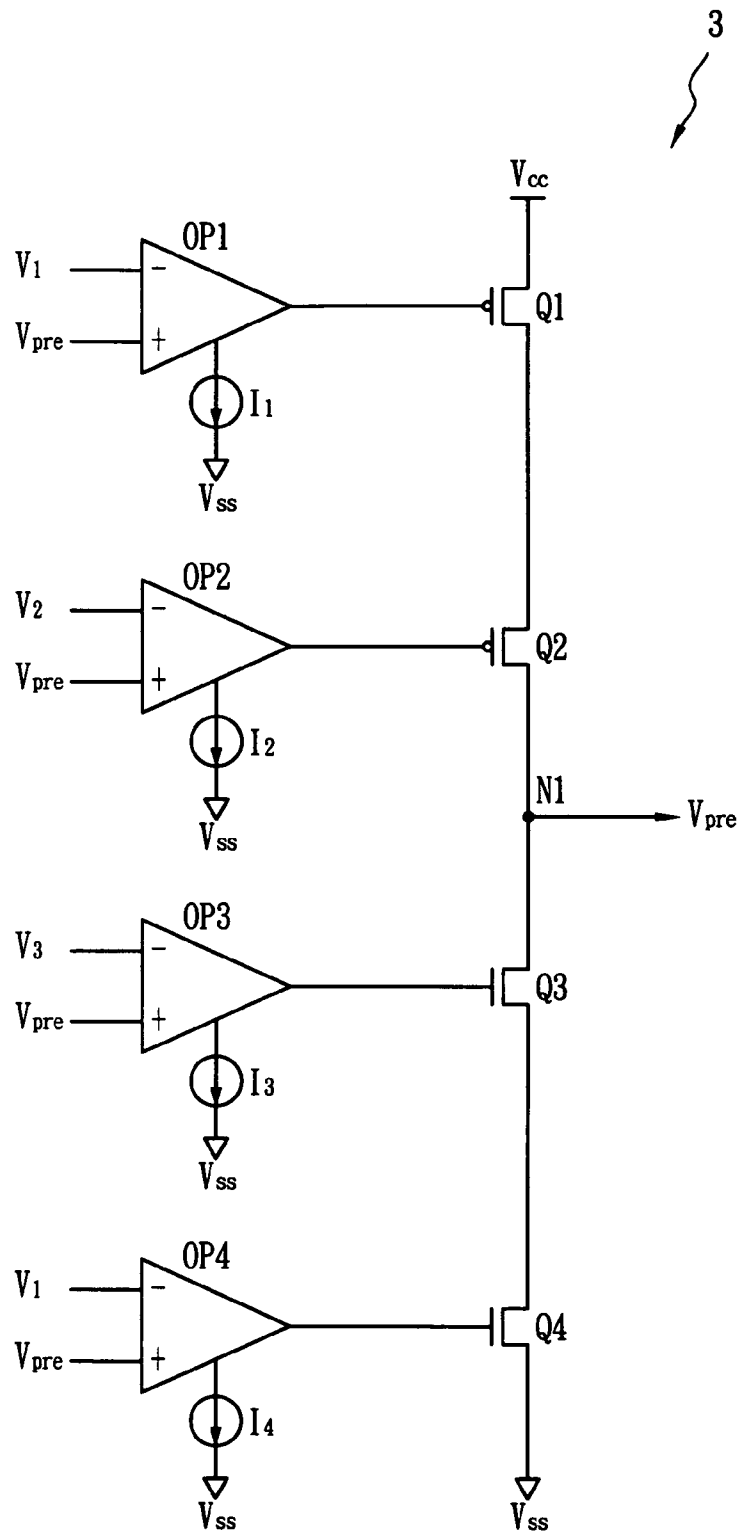 3
Vcc
OP1
V1
−
Vpre
+
Q1
I1
Vss
OP2
V2
−
Vpre
+
Q2
I2
Vss
N1
Vpre
OP3
V3
−
Vpre
+
Q3
I3
Vss
OP4
V1
−
Vpre
+
Q4
I4
Vss
Vss